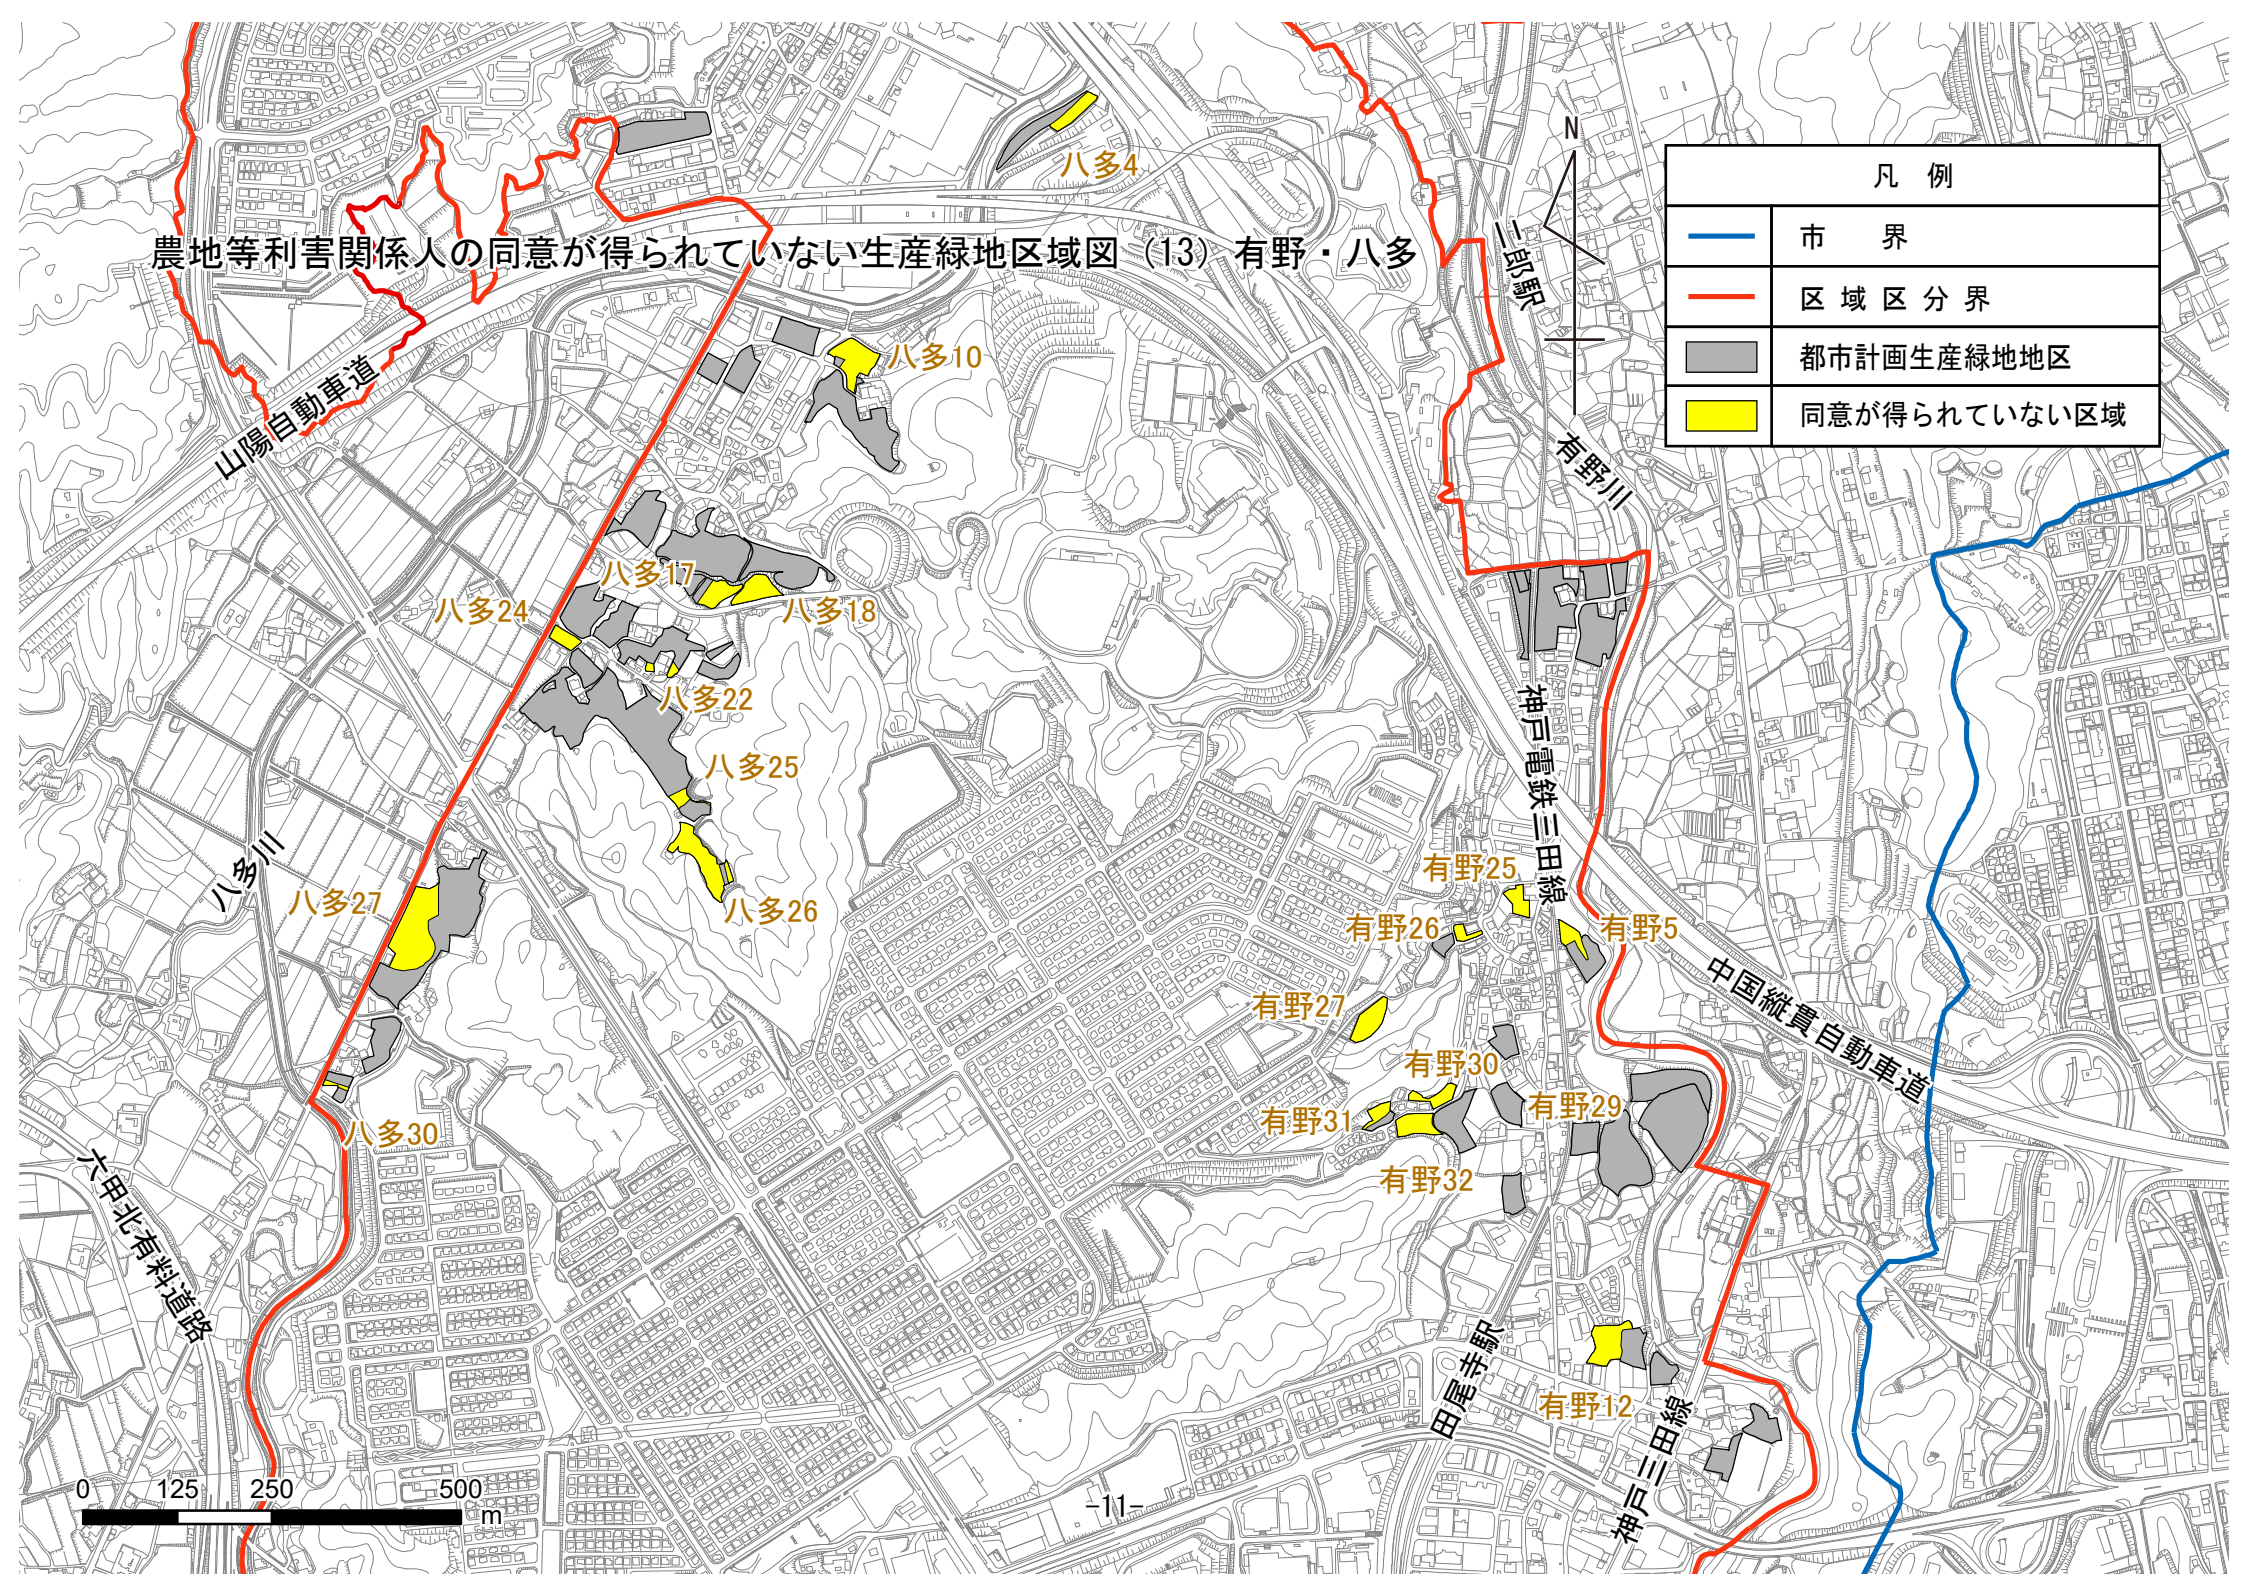 農地等利害関係人の同意が得られていない生産緑地区域図 (13) 有野・八多
N
凡 例
市 界
区 域 区 分 界
都市計画生産緑地地区
同意が得られていない区域
八多4
二郎駅
八多10
山陽自動車道
有野川
八多17
八多24
八多18
八多22
神戸電鉄三田線
八多25
八多川
八多27
八多26
有野25
有野26
有野5
中国縦貫自動車道
有野27
有野30
有野29
有野31
八多30
有野32
六甲北有料道路
田尾寺駅
有野12
神戸三田線
0 125 250 500
m
-11-